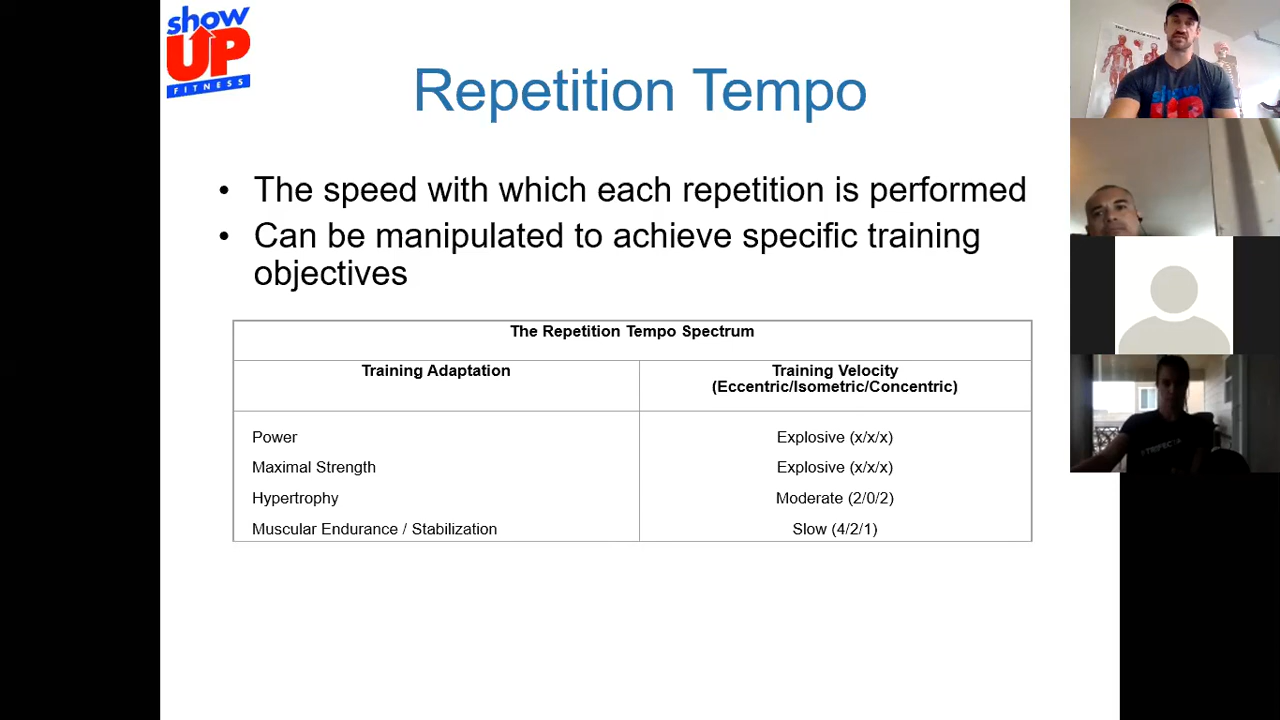 show
UP
FITNESS
Repetition Tempo
• The speed with which each repetition is performed
• Can be manipulated to achieve specific training
objectives
The Repetition Tempo Spectrum
Training Adaptation
Training Velocity
(Eccentric/Isometric/Concentric)
Power
Explosive (x/x/x)
Maximal Strength
Explosive (x/x/x)
Hypertrophy
Moderate (2/0/2)
Muscular Endurance / Stabilization
Slow (4/2/1)
show
UP